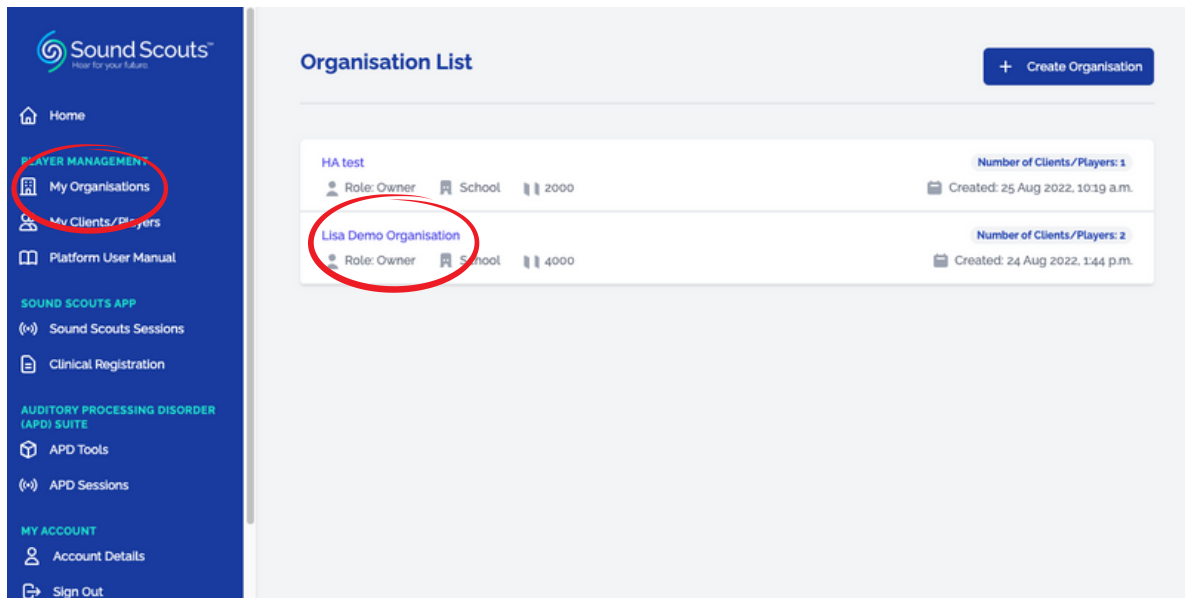 Sound Scouts™
Hear for your future.
Home
PLAYER MANAGEMENT
My Organisations
My Clients/Players
Platform User Manual
SOUND SCOUTS APP
Sound Scouts Sessions
Clinical Registration
AUDITORY PROCESSING DISORDER
(APD) SUITE
APD Tools
APD Sessions
MY ACCOUNT
Account Details
Sign Out
Organisation List
+ Create Organisation
HA test
Number of Clients/Players: 1
Role: Owner School 2000
Created: 25 Aug 2022, 10:19 a.m.
Lisa Demo Organisation
Number of Clients/Players: 2
Role: Owner School 4000
Created: 24 Aug 2022, 1:44 p.m.